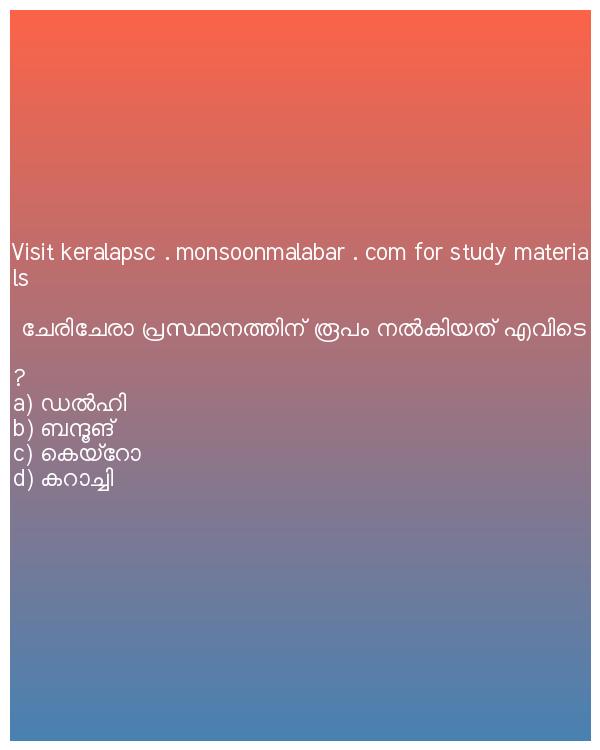 Visit keralapsc . monsoonmalabar . com for study materia
ls
ചേരിചേരാ പ്രസ്ഥാനത്തിന് രൂപം നൽകിയത് എവിടെ
?
a) ഡൽഹി
b) ബന്ദൂങ്
c) കെയ്റോ
d) കറാച്ചി